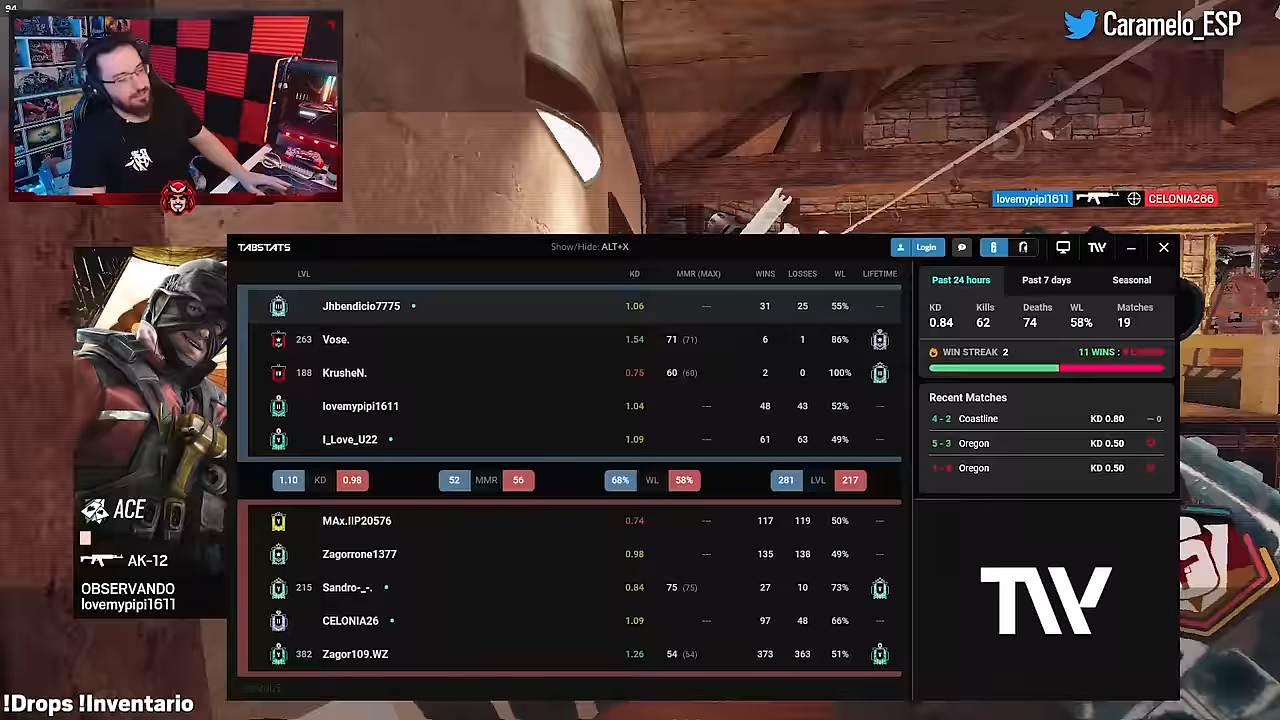 94
Caramelo_ESP
lovemypipi1611 CELONIA266
TABSTATS Show/Hide: ALT+X Login
LVL KD MMR (MAX) WINS LOSSES WL LIFETIME
Jhbendicio7775 1.06 --- 31 25 55% ---
263 Vose. 1.54 71 (71) 6 1 86%
188 KrusheN. 0.75 60 (60) 2 0 100%
lovemypipi1611 1.04 --- 48 43 52% ---
I_Love_U22 1.09 --- 61 63 49% ---
1.10 KD 0.98 52 MMR 56 68% WL 58% 281 LVL 217
MAx.IIP20576 0.74 --- 117 119 50% ---
Zagorrone1377 0.98 --- 135 138 49% ---
215 Sandro-_-. 0.84 75 (75) 27 10 73%
CELONIA26 1.09 --- 97 48 66% ---
382 Zagor109.WZ 1.26 54 (54) 373 363 51%
Past 24 hours Past 7 days Seasonal
KD Kills Deaths WL Matches
0.84 62 74 58% 19
WIN STREAK 2 11 WINS :
Recent Matches
4 - 2 Coastline KD 0.80 — 0
5 - 3 Oregon KD 0.50
Oregon KD 0.50
ACE
AK-12
OBSERVANDO
lovemypipi1611
!Drops !Inventario